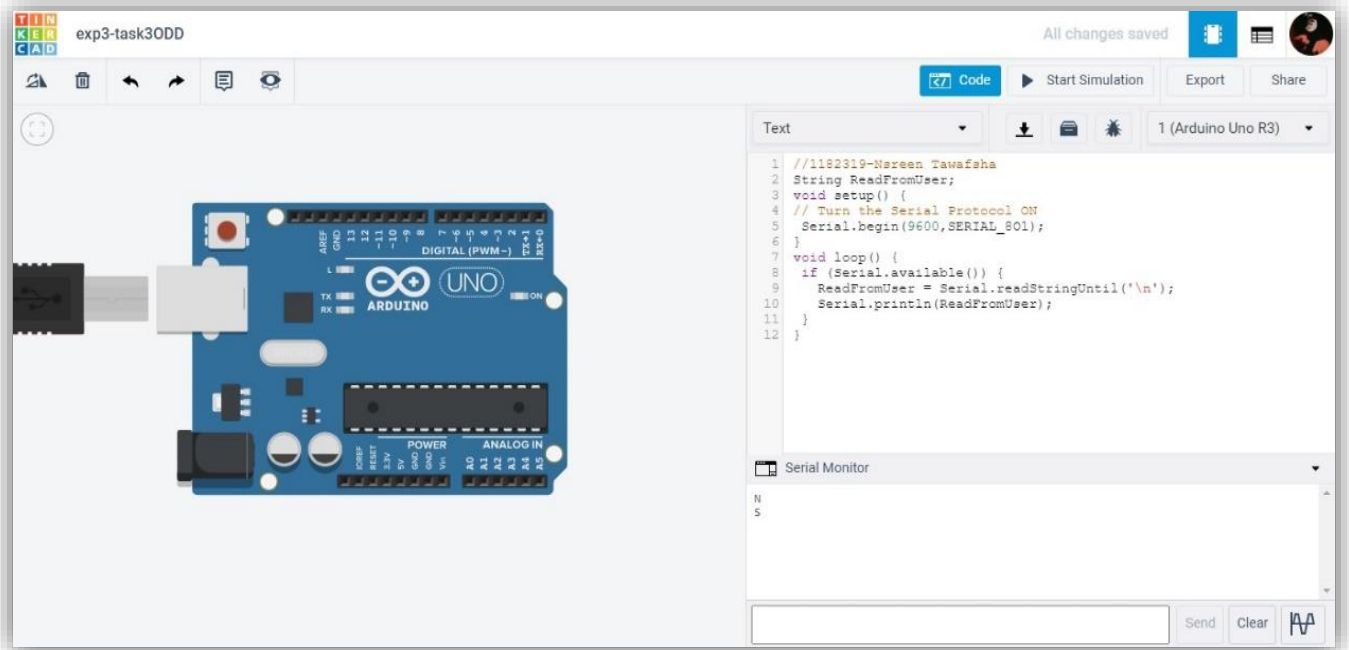 TIN
KER
CAD
exp3-task3ODD
All changes saved
Code
Start Simulation
Export
Share
Text
1 (Arduino Uno R3)
1 //1182319-Nsreen Tawafsha
2 String ReadFromUser;
3 void setup() {
4 // Turn the Serial Protocol ON
5 Serial.begin(9600,SERIAL_8O1);
6 }
7 void loop() {
8 if (Serial.available()) {
9 ReadFromUser = Serial.readStringUntil('\n');
10 Serial.println(ReadFromUser);
11 }
12 }
AREF
GND
13
12
~11
~10
~9
8
7
~6
~5
4
~3
2
TX→1
RX←0
DIGITAL (PWM~)
L
TX
RX
ARDUINO
UNO
ON
POWER
ANALOG IN
IOREF
RESET
3.3V
5V
GND
GND
Vin
A0
A1
A2
A3
A4
A5
Serial Monitor
N
S
Send
Clear